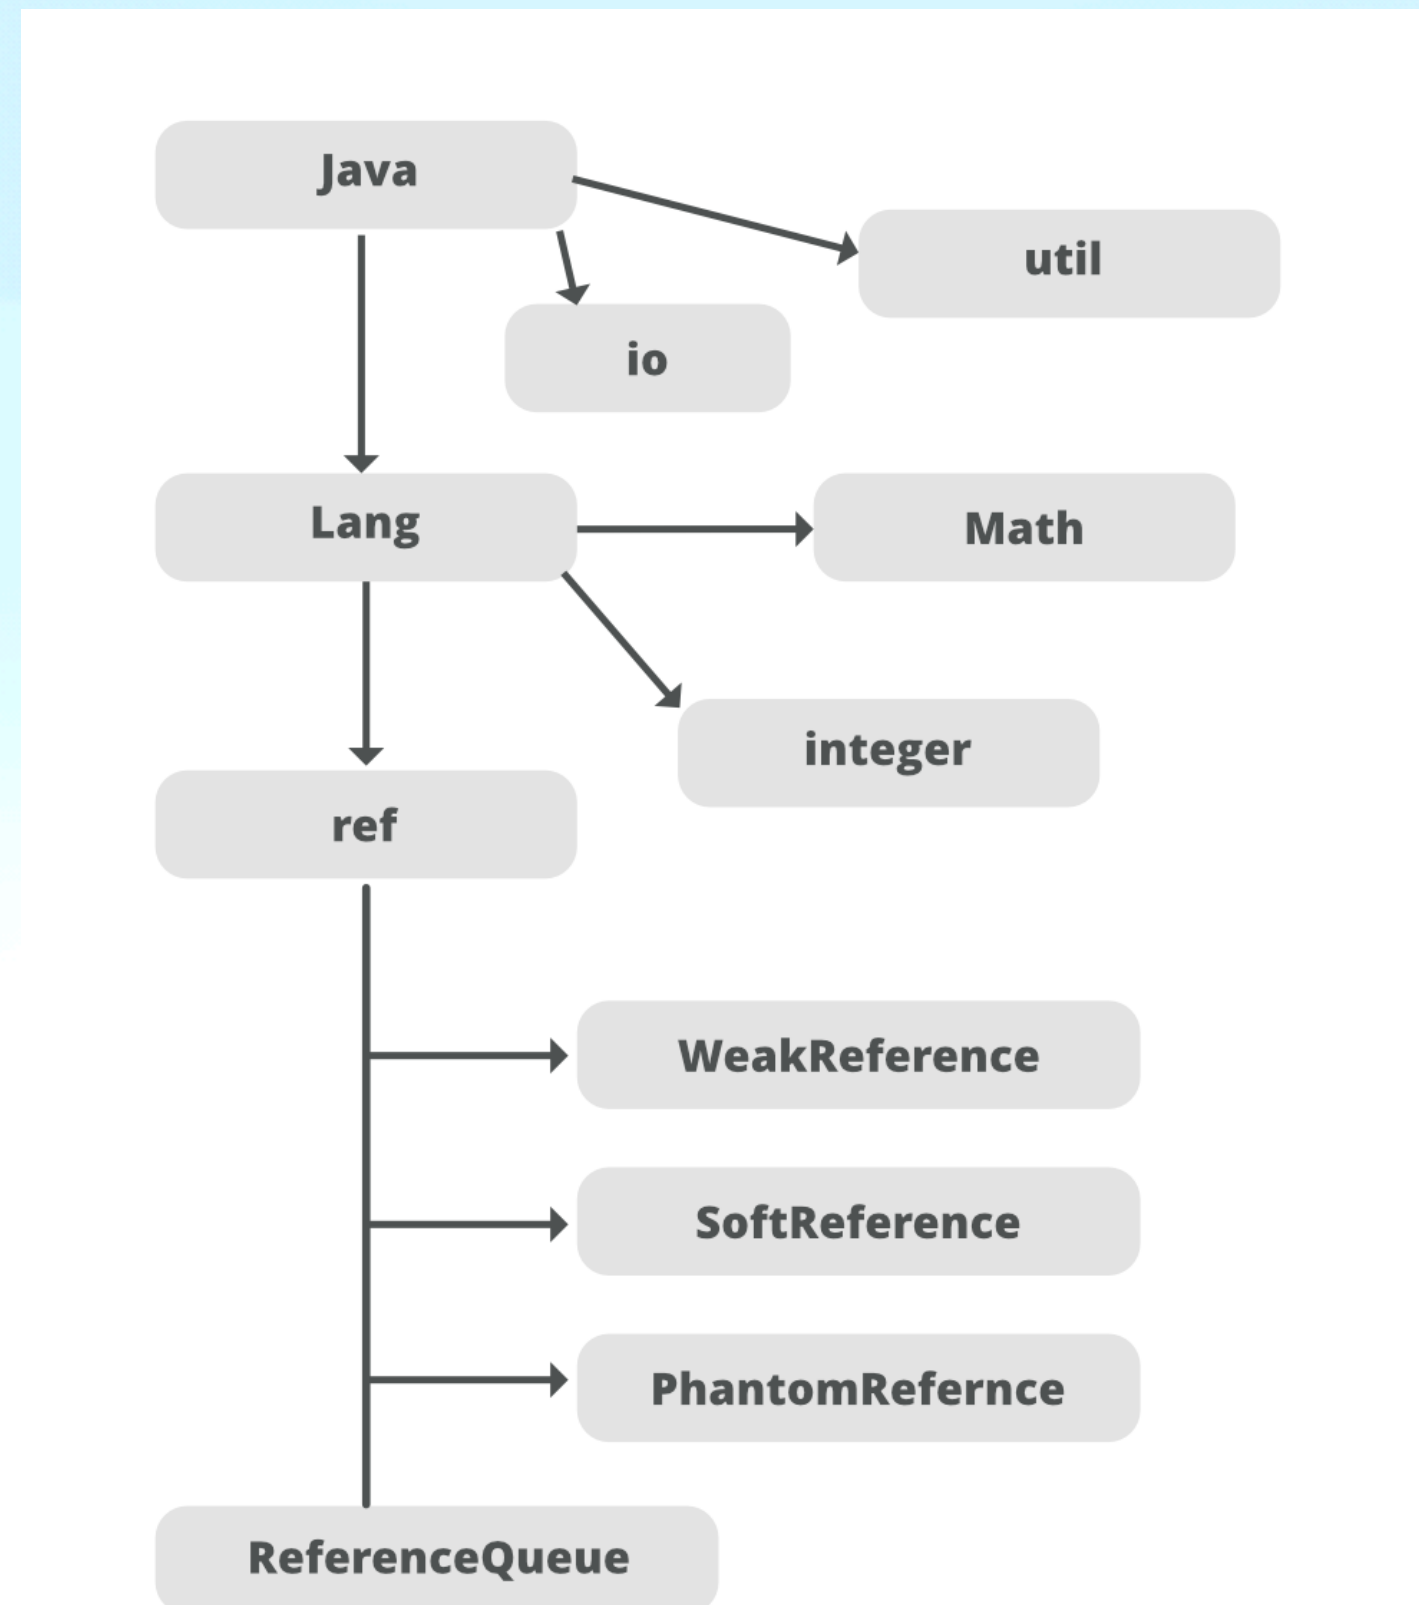 Java
util
io
Lang
Math
integer
ref
WeakReference
SoftReference
PhantomRefernce
ReferenceQueue